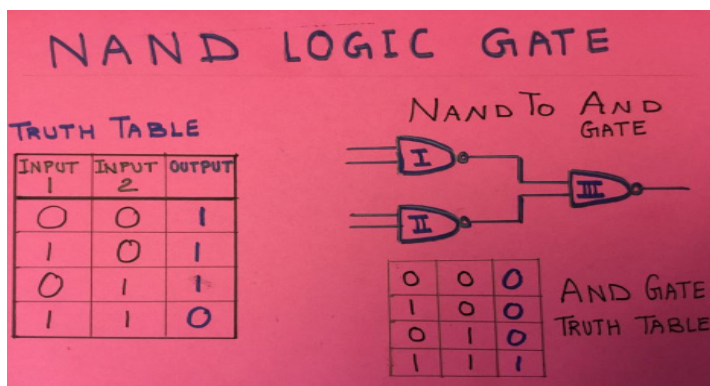 NAND LOGIC GATE
TRUTH TABLE
INPUT 1 INPUT 2 OUTPUT
0 0 1
1 0 1
0 1 1
1 1 0
NAND TO AND
GATE
I
II
III
0 0 0
1 0 0
0 1 0
1 1 1
AND GATE
TRUTH TABLE